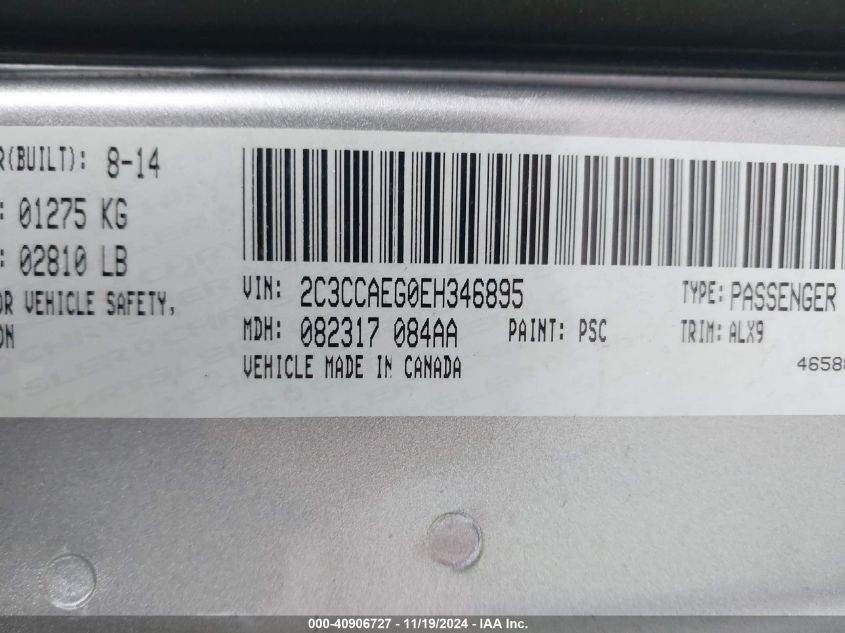 R(BUILT): 8-14
: 01275 KG
: 02810 LB
OR VEHICLE SAFETY,
ON
VIN: 2C3CCAEG0EH346895 TYPE: PASSENGER
MDH: 082317 084AA PAINT: PSC TRIM: ALX9
VEHICLE MADE IN CANADA 4658
000-40906727 - 11/19/2024 - IAA Inc.